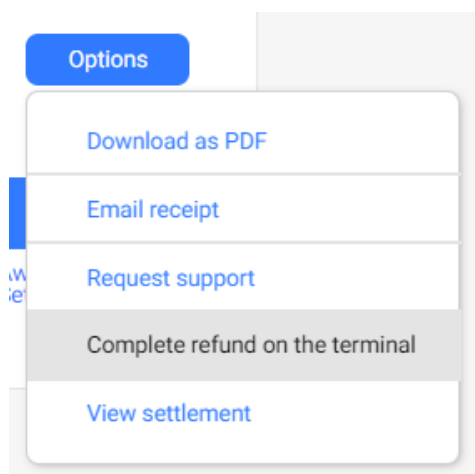 Options
Download as PDF
Email receipt
Request support
Complete refund on the terminal
View settlement